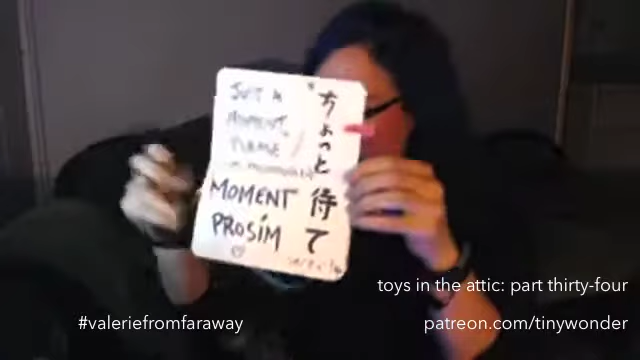 JUST A
MOMENT,
PLEASE
MOMENT
PROSÍM
ちょっと待て
toys in the attic: part thirty-four
#valeriefromfaraway
patreon.com/tinywonder